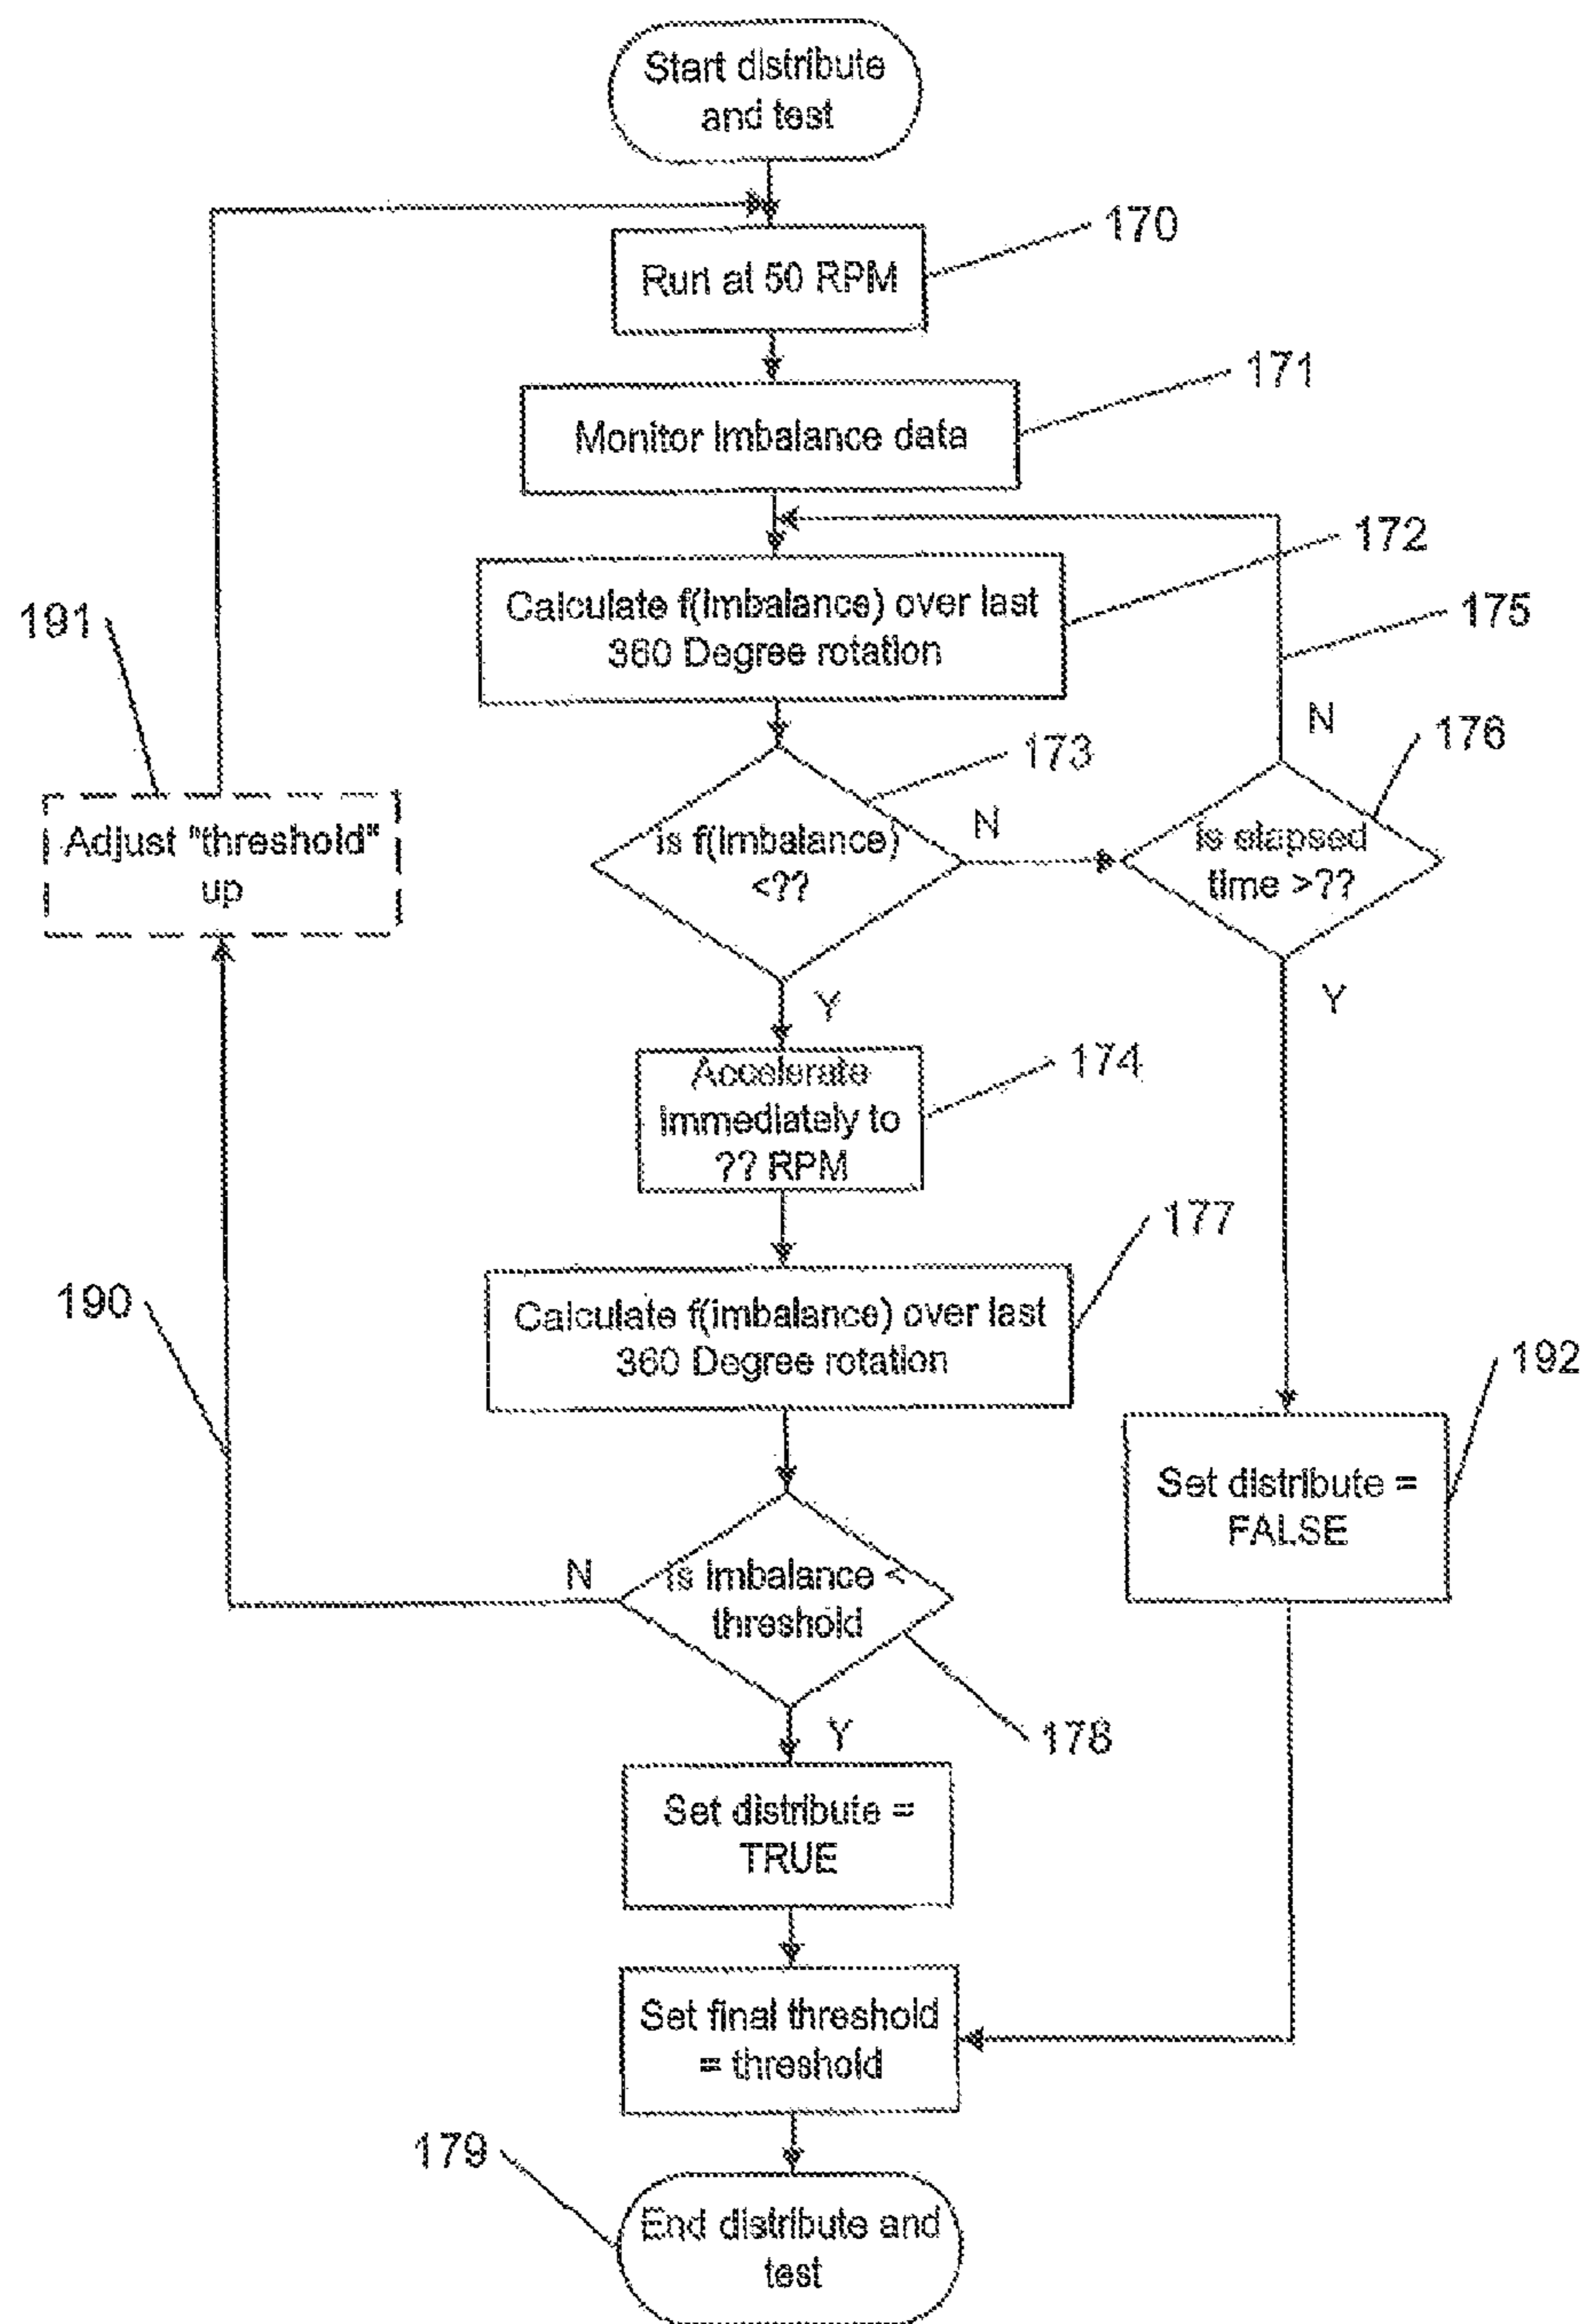 Start distribute
and test
170
Run at 50 RPM
171
Monitor Imbalance data
172
Calculate f(imbalance) over last
360 Degree rotation
175
191
N
173
176
Adjust "threshold"
up
is f(imbalance)
<??
N
is elapsed
time >??
Y
Y
174
Accelerate
immediately to
?? RPM
177
190
Calculate f(imbalance) over last
360 Degree rotation
192
Set distribute =
FALSE
N
is imbalance <
threshold
178
Y
Set distribute =
TRUE
Set final threshold
= threshold
179
End distribute and
test